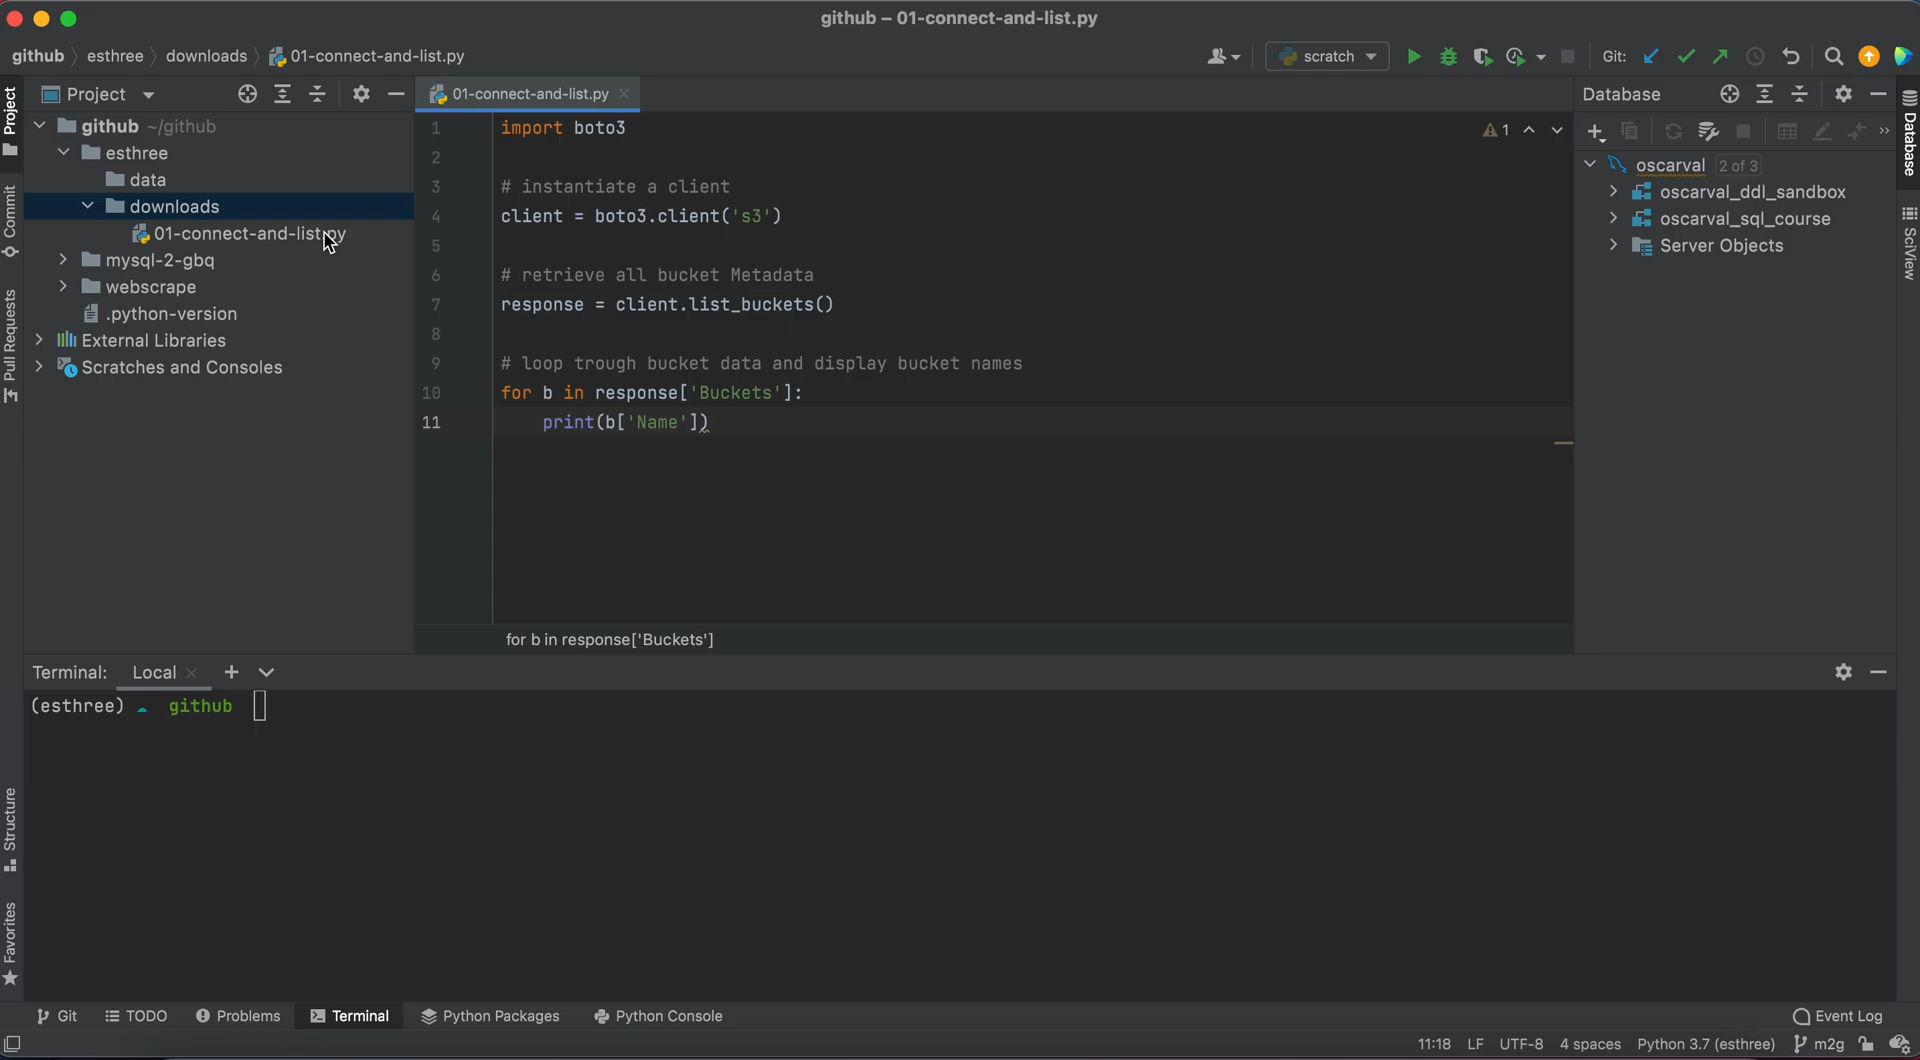 github – 01-connect-and-list.py
github esthree downloads 01-connect-and-list.py
scratch Git:
Project
01-connect-and-list.py
Database
github ~/github
esthree
data
downloads
01-connect-and-list.py
mysql-2-gbq
webscrape
.python-version
External Libraries
Scratches and Consoles
1 import boto3
2
3 # instantiate a client
4 client = boto3.client('s3')
5
6 # retrieve all bucket Metadata
7 response = client.list_buckets()
8
9 # loop trough bucket data and display bucket names
10 for b in response['Buckets']:
11 print(b['Name'])
1
for b in response['Buckets']
oscarval 2 of 3
oscarval_ddl_sandbox
oscarval_sql_course
Server Objects
Project
Commit
Pull Requests
Structure
Favorites
Database
SciView
Terminal: Local
(esthree) github
Git TODO Problems Terminal Python Packages Python Console Event Log
11:18 LF UTF-8 4 spaces Python 3.7 (esthree) m2g